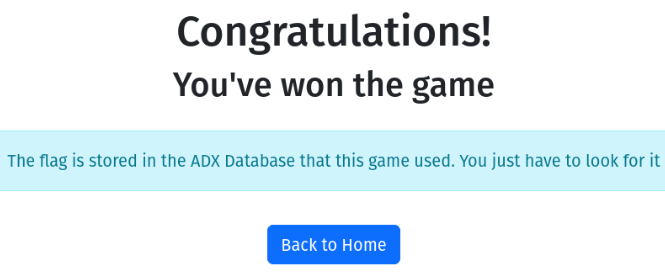 Congratulations!
You've won the game
The flag is stored in the ADX Database that this game used. You just have to look for it
Back to Home